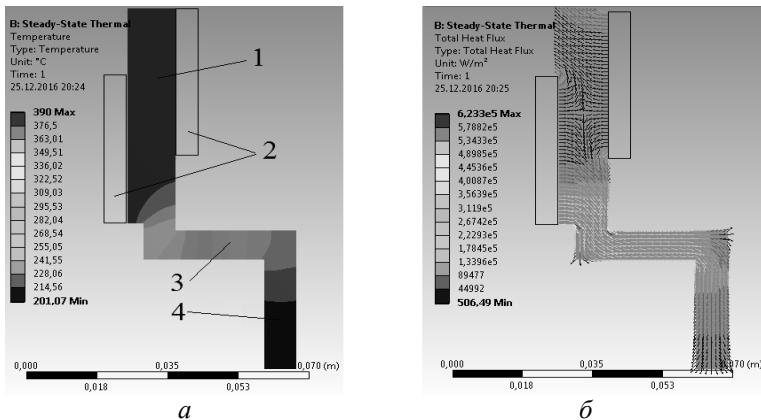 B: Steady-State Thermal
Temperature
Type: Temperature
Unit: °C
Time: 1
25.12.2016 20:24
390 Max
376,5
363,01
349,51
336,02
322,52
309,03
295,53
282,04
268,54
255,05
241,55
228,06
214,56
201,07 Min
1
2
3
4
0,000
0,035
0,070 (m)
0,018
0,053
а
B: Steady-State Thermal
Total Heat Flux
Type: Total Heat Flux
Unit: W/m²
Time: 1
25.12.2016 20:25
6,233e5 Max
5,7882e5
5,3433e5
4,8985e5
4,4536e5
4,0087e5
3,5639e5
3,119e5
2,6742e5
2,2293e5
1,7845e5
1,3396e5
89477
44992
506,49 Min
0,000
0,035
0,070 (m)
0,018
0,053
б